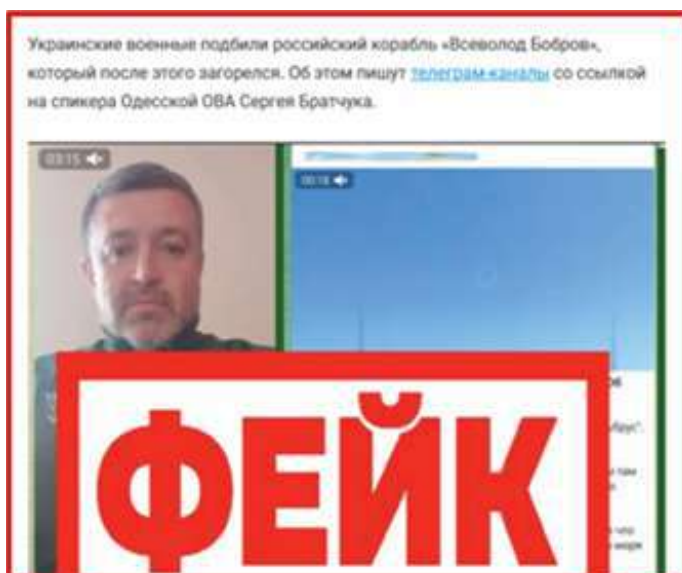 Украинские военные подбили российский корабль «Всеволод Бобров»,
который после этого загорелся. Об этом пишут телеграм-каналы со ссылкой
на спикера Одесской ОВА Сергея Братчука.
03:15
00:16
ФЕЙК